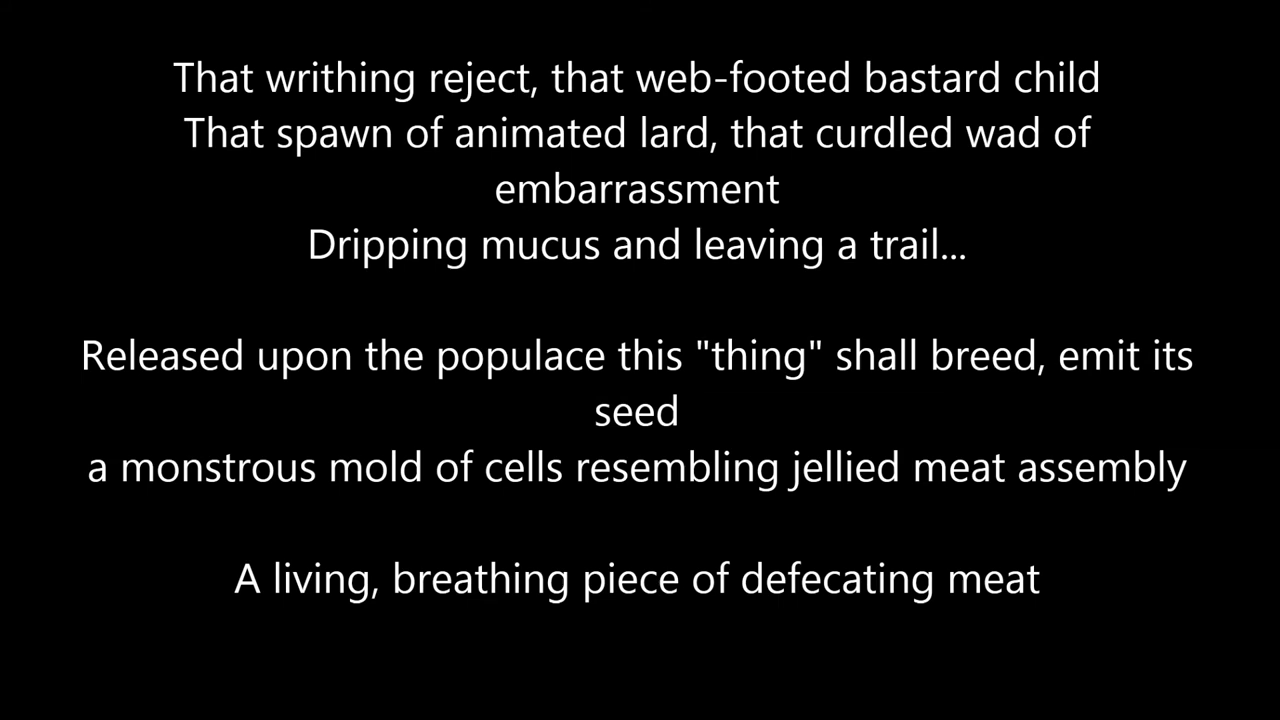 That writhing reject, that web-footed bastard child
That spawn of animated lard, that curdled wad of
embarrassment
Dripping mucus and leaving a trail...
Released upon the populace this "thing" shall breed, emit its
seed
a monstrous mold of cells resembling jellied meat assembly
A living, breathing piece of defecating meat